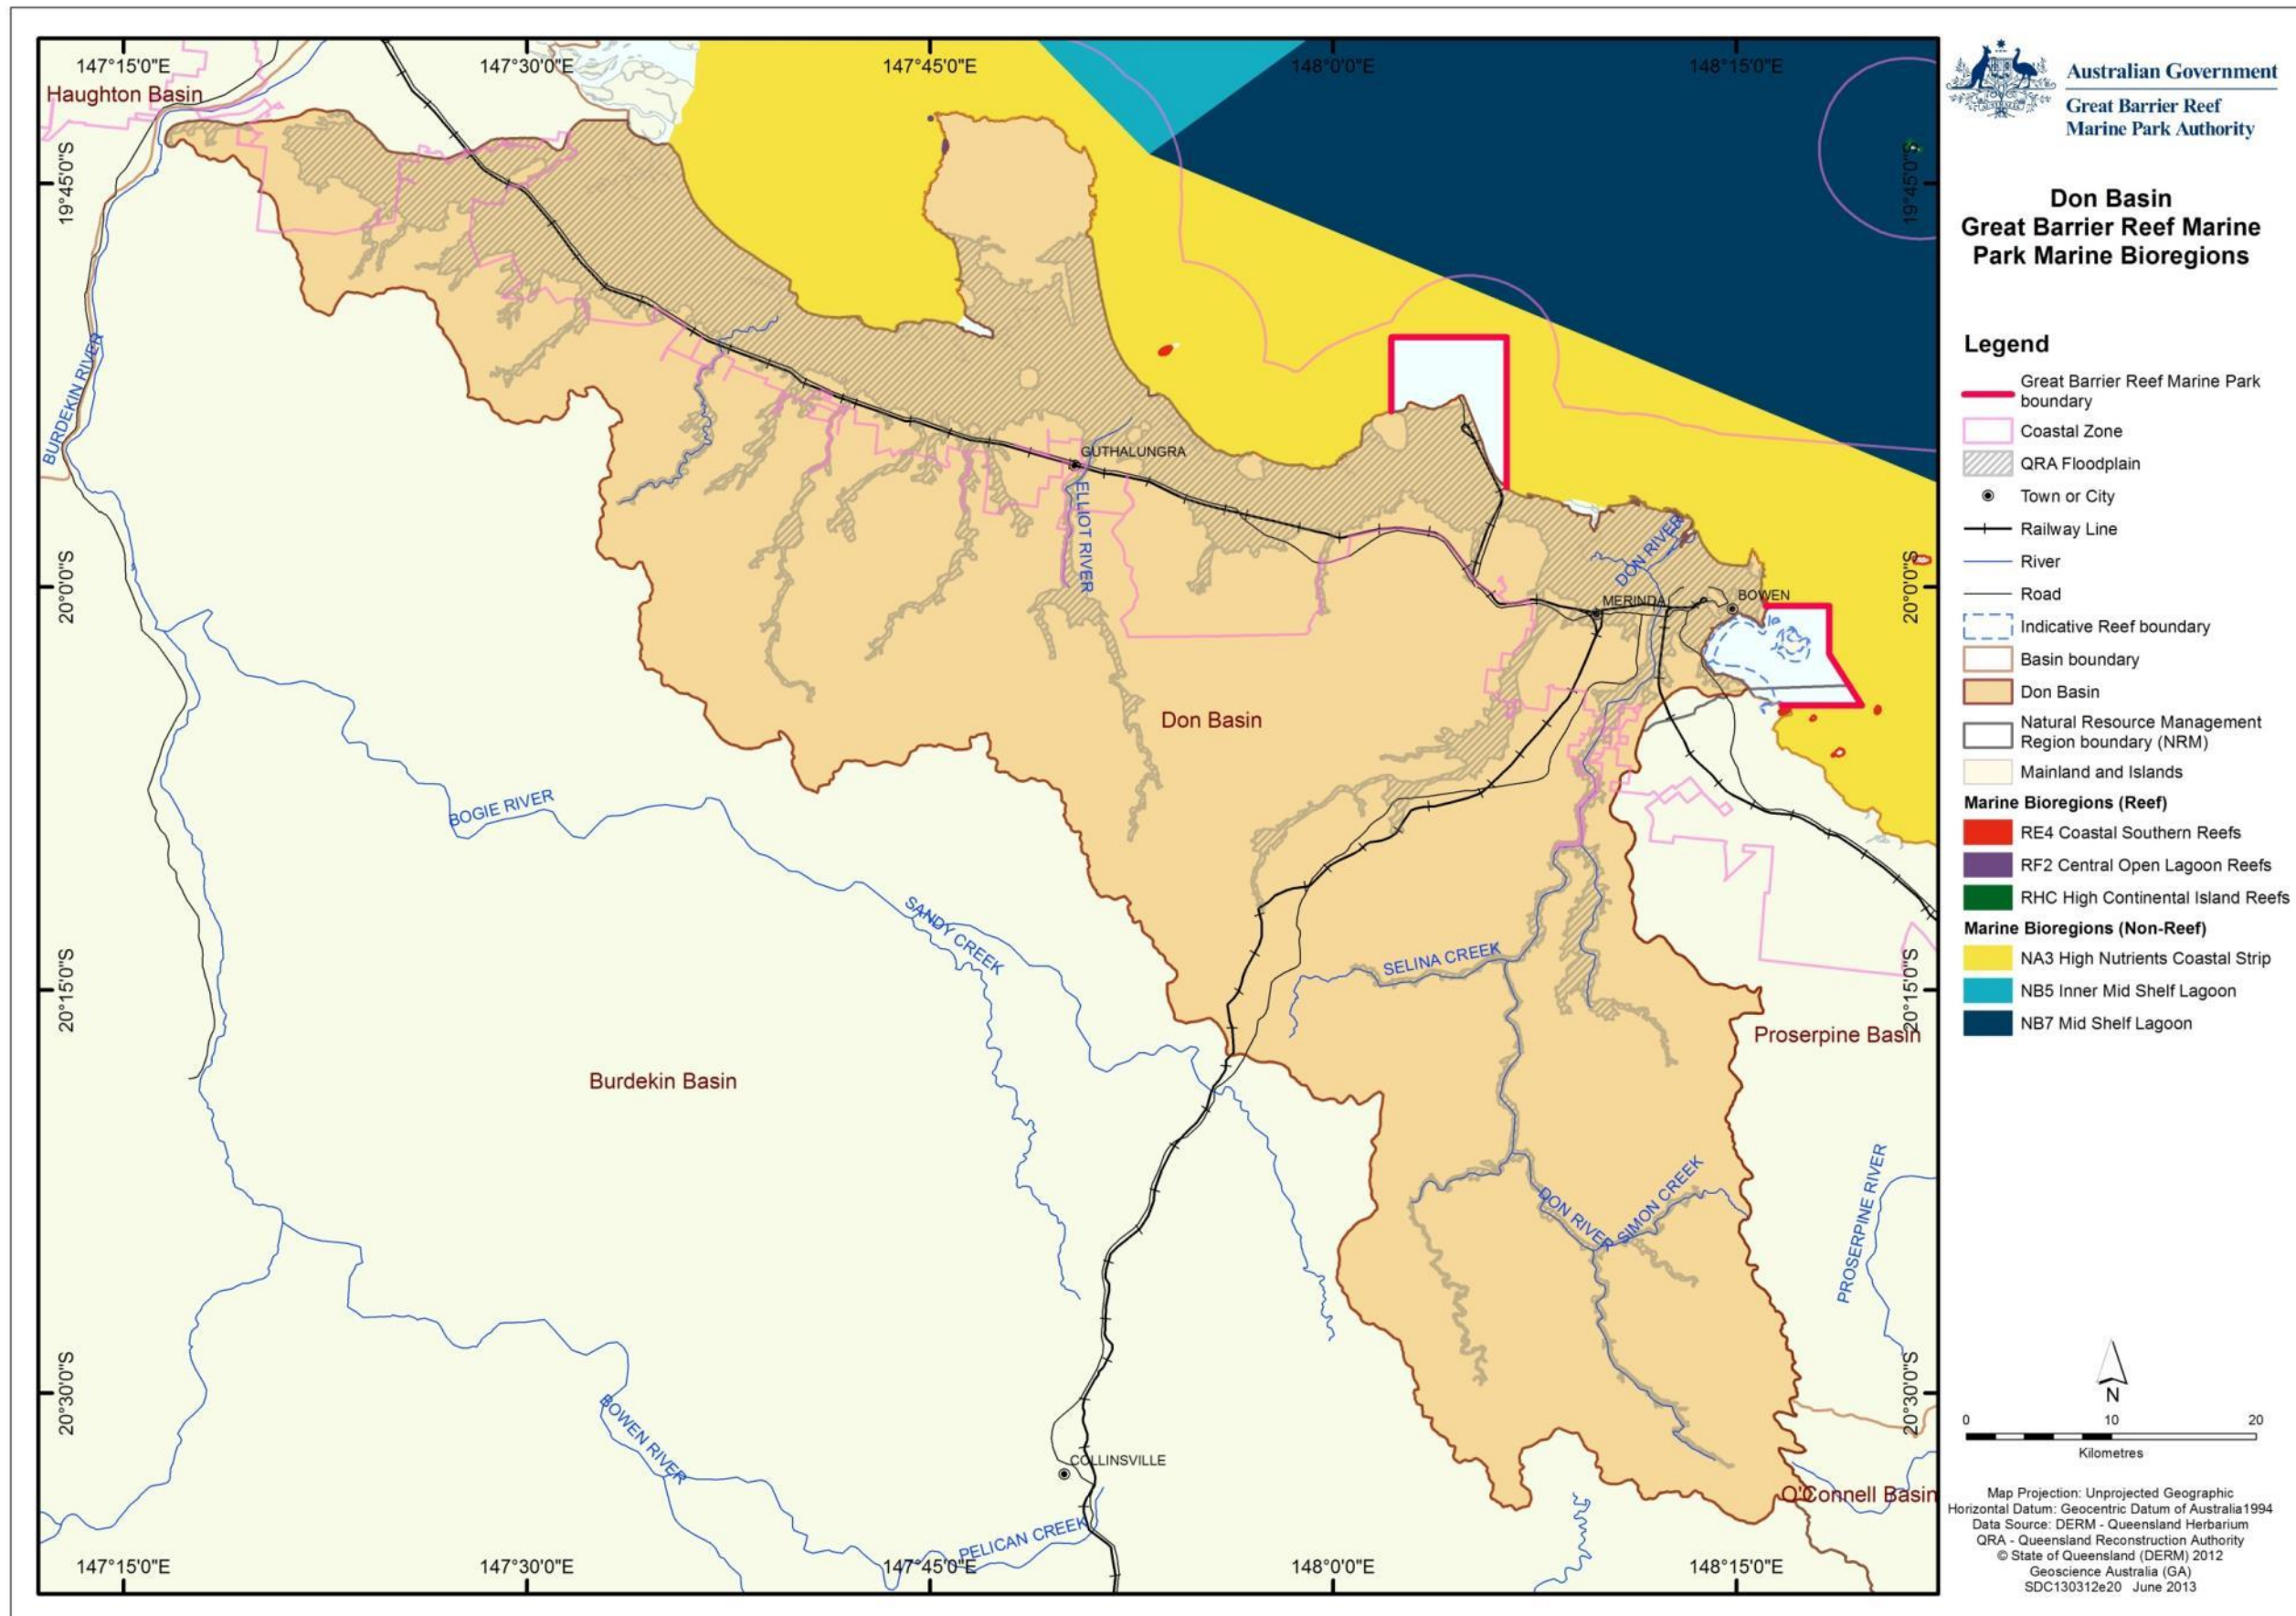 147°15'0"E
147°30'0"E
147°45'0"E
148°0'0"E
148°15'0"E
Haughton Basin
19°45'0"S
19°45'0"S
BURDEKIN RIVER
GUTHALUNGRA
ELLIOT RIVER
DON RIVER
MERINDA
BOWEN
20°0'0"S
20°0'0"S
Don Basin
BOGIE RIVER
SANDY CREEK
SELINA CREEK
20°15'0"S
20°15'0"S
Proserpine Basin
Burdekin Basin
DON RIVER
SIMON CREEK
PROSERPINE RIVER
20°30'0"S
20°30'0"S
BOWEN RIVER
COLLINSVILLE
O'Connell Basin
PELICAN CREEK
147°15'0"E
147°30'0"E
147°45'0"E
148°0'0"E
148°15'0"E
Australian Government
Great Barrier Reef
Marine Park Authority
Don Basin
Great Barrier Reef Marine
Park Marine Bioregions
Legend
Great Barrier Reef Marine Park
boundary
Coastal Zone
QRA Floodplain
Town or City
Railway Line
River
Road
Indicative Reef boundary
Basin boundary
Don Basin
Natural Resource Management
Region boundary (NRM)
Mainland and Islands
Marine Bioregions (Reef)
RE4 Coastal Southern Reefs
RF2 Central Open Lagoon Reefs
RHC High Continental Island Reefs
Marine Bioregions (Non-Reef)
NA3 High Nutrients Coastal Strip
NB5 Inner Mid Shelf Lagoon
NB7 Mid Shelf Lagoon
N
0 10 20
Kilometres
Map Projection: Unprojected Geographic
Horizontal Datum: Geocentric Datum of Australia1994
Data Source: DERM - Queensland Herbarium
QRA - Queensland Reconstruction Authority
© State of Queensland (DERM) 2012
Geoscience Australia (GA)
SDC130312e20 June 2013